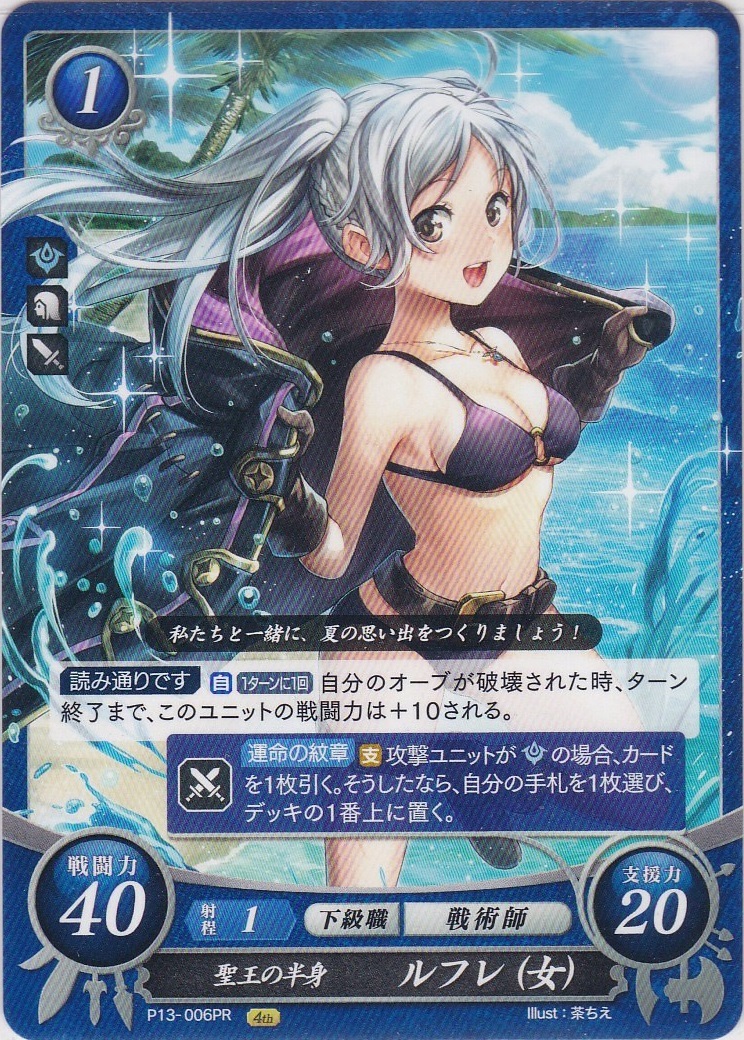 1
私たちと一緒に、夏の思い出をつくりましょう!
読み通りです 自 1ターンに1回 自分のオーブが破壊された時、ターン
終了まで、このユニットの戦闘力は+10される。
運命の紋章 支 攻撃ユニットが の場合、カード
を1枚引く。そうしたなら、自分の手札を1枚選び、
デッキの1番上に置く。
戦闘力 40
射程 1
下級職 戦術師
支援力 20
聖王の半身 ルフレ(女)
P13-006PR 4th
Illust:茶ちえ